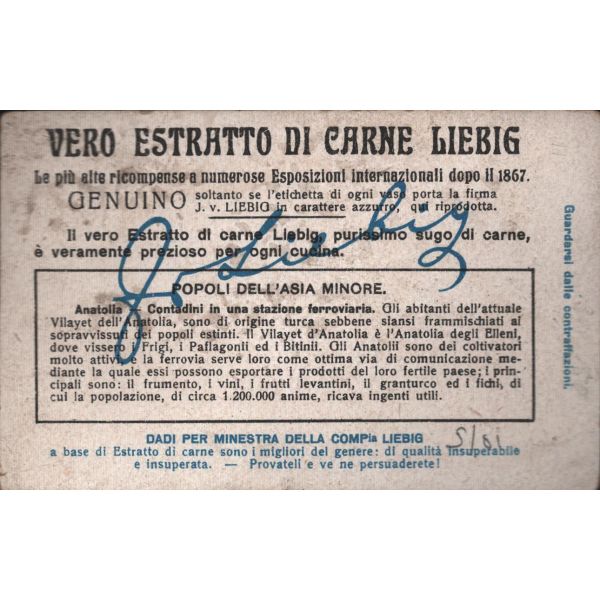 VERO ESTRATTO DI CARNE LIEBIG
Le più alte ricompense a numerose Esposizioni internazionali dopo il 1867.
GENUINO soltanto se l'etichetta di ogni vaso porta la firma
J. v. LIEBIG in carattere azzurro, qui riprodotta.
Il vero Estratto di carne Liebig, purissimo sugo di carne,
è veramente prezioso per ogni cucina.
J v Liebig
POPOLI DELL'ASIA MINORE.
Anatolia — Contadini in una stazione ferroviaria. Gli abitanti dell'attuale
Vilayet dell'Anatolia, sono di origine turca sebbene siansi frammischiati ai
sopravvissuti dei popoli estinti. Il Vilayet d'Anatolia è l'Anatolia degli Elleni,
dove vissero i Frigi, i Paflagonii ed i Bitinii. Gli Anatolii sono dei coltivatori
molto attivi e la ferrovia serve loro come ottima via di comunicazione me-
diante la quale essi possono esportare i prodotti del loro fertile paese; i prin-
cipali sono: il frumento, i vini, i frutti levantini, il granturco ed i fichi, di
cui la popolazione, di circa 1.200.000 anime, ricava ingenti utili.
DADI PER MINESTRA DELLA COMPia LIEBIG
a base di Estratto di carne sono i migliori del genere: di qualità insuperabile
e insuperata. — Provateli e ve ne persuaderete!
Guardarsi dalle contraffazioni.